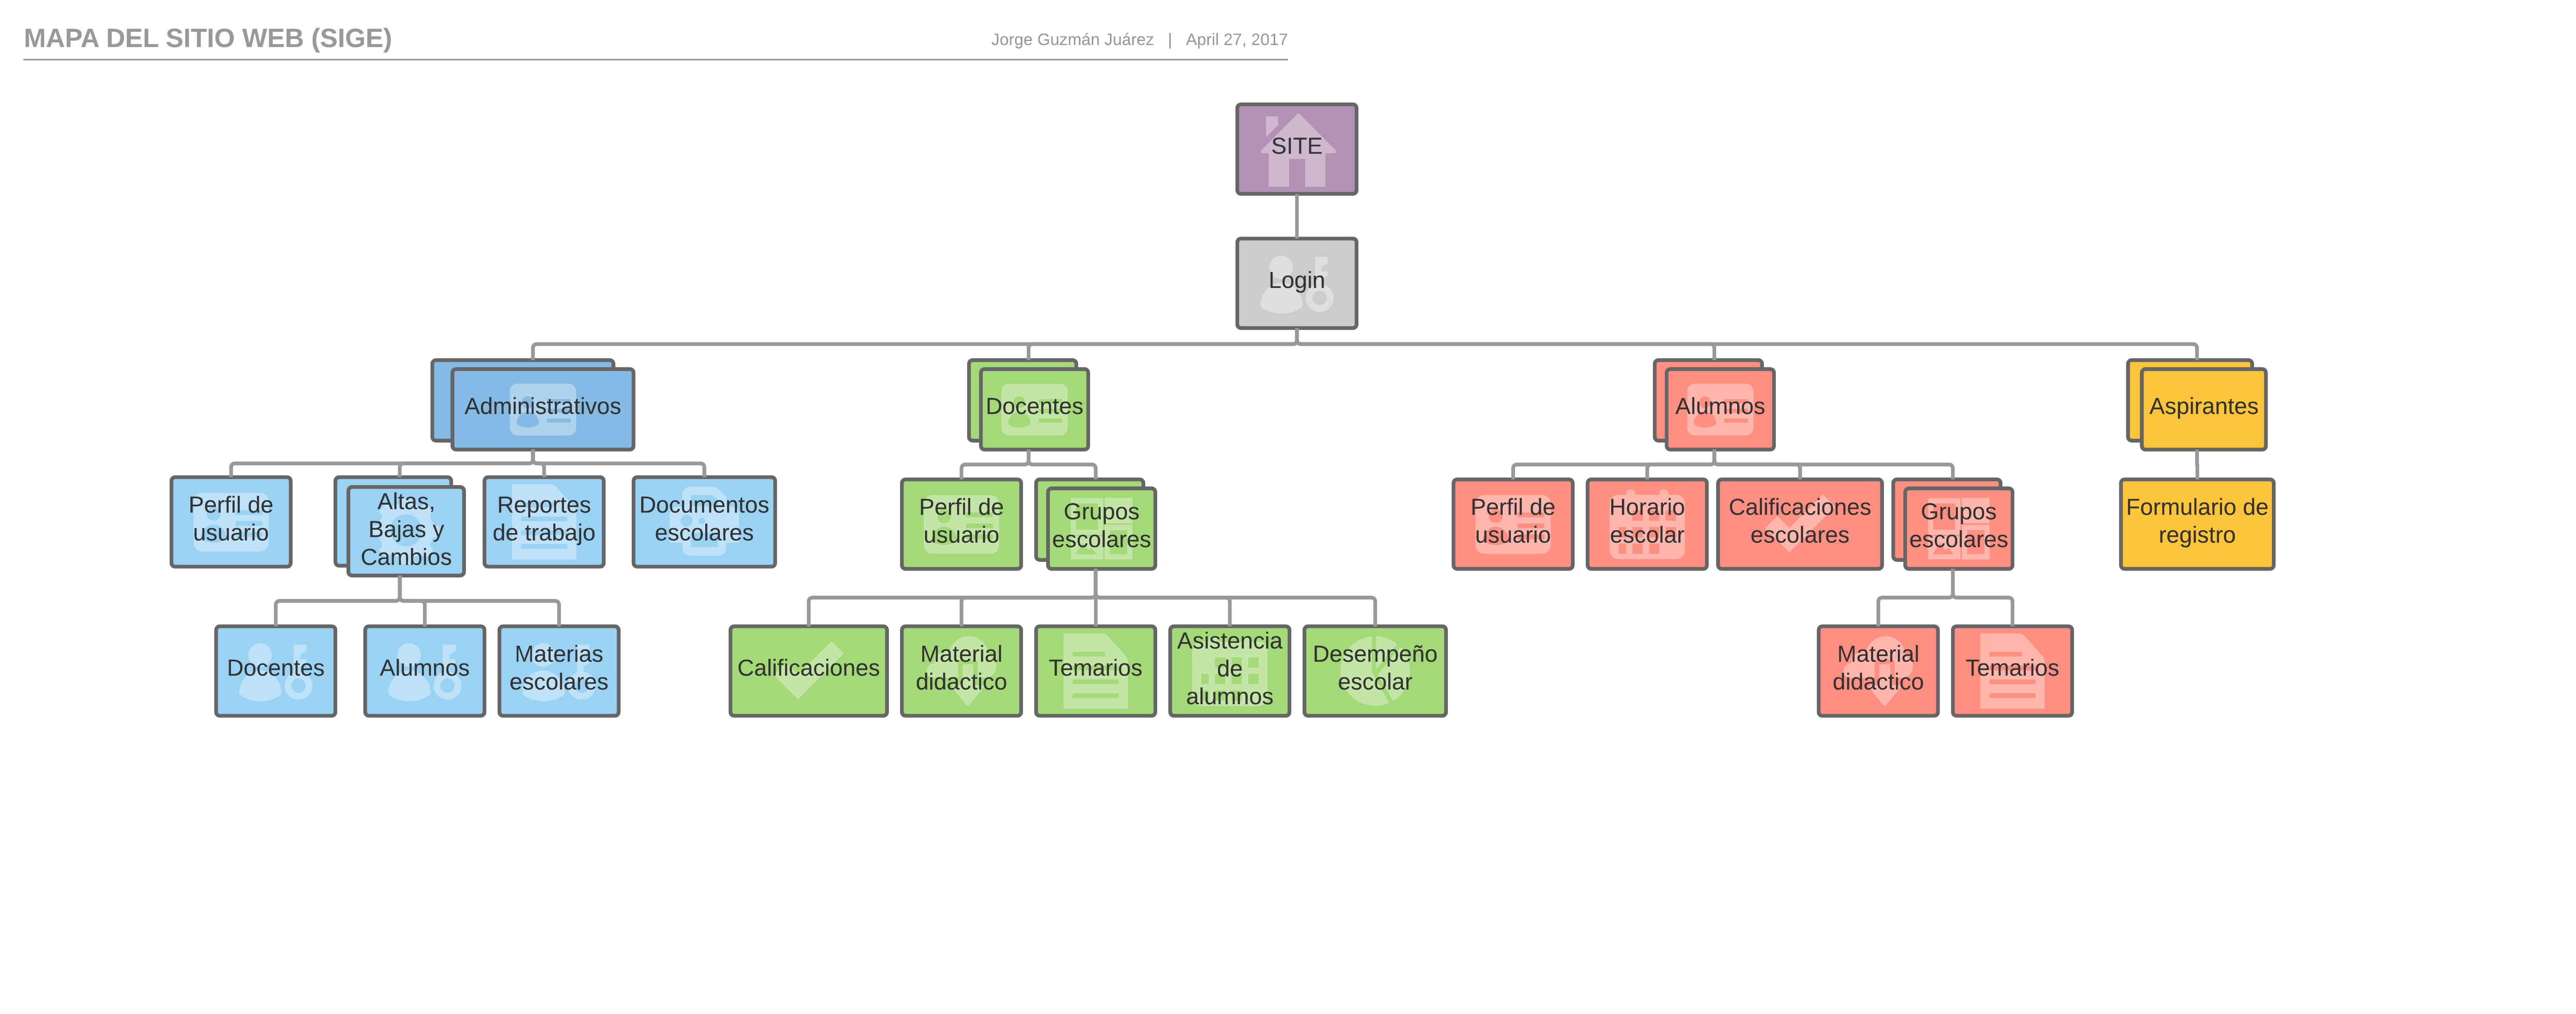 MAPA DEL SITIO WEB (SIGE)
Jorge Guzmán Juárez | April 27, 2017
SITE
Login
Administrativos
Docentes
Alumnos
Aspirantes
Perfil de
usuario
Altas,
Bajas y
Cambios
Reportes
de trabajo
Documentos
escolares
Perfil de
usuario
Grupos
escolares
Perfil de
usuario
Horario
escolar
Calificaciones
escolares
Grupos
escolares
Formulario de
registro
Docentes
Alumnos
Materias
escolares
Calificaciones
Material
didactico
Temarios
Asistencia
de
alumnos
Desempeño
escolar
Material
didactico
Temarios